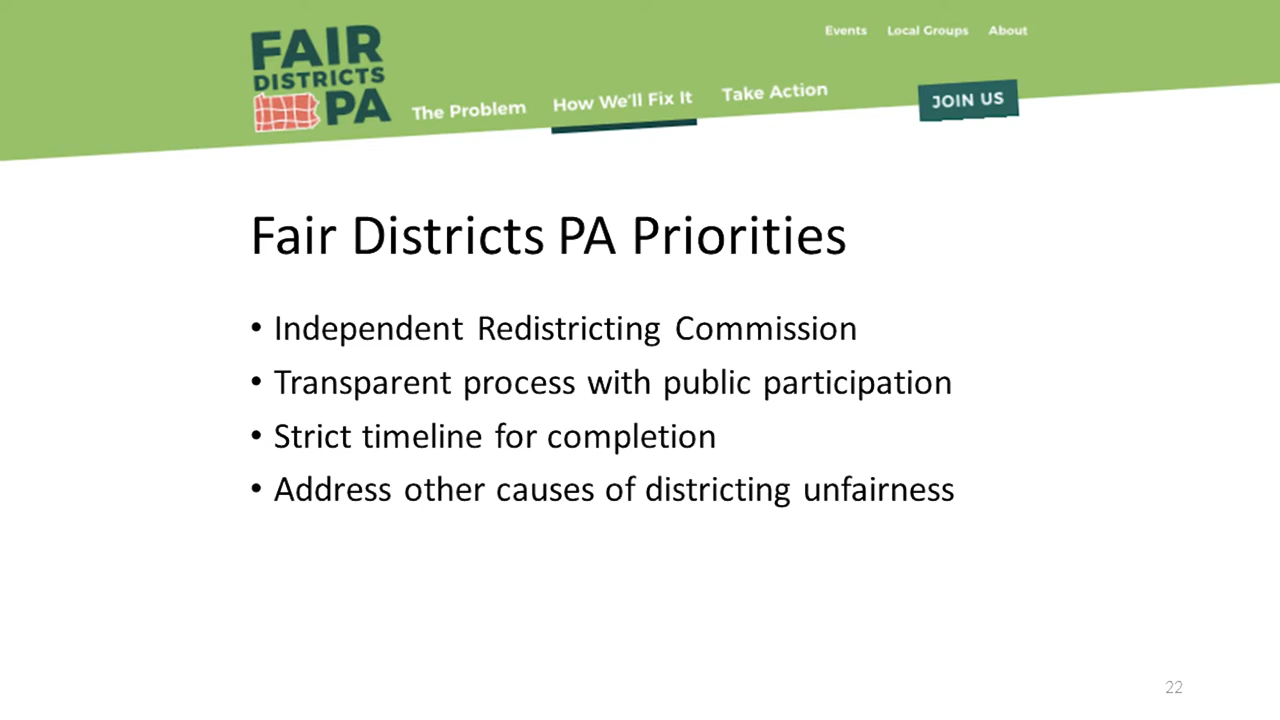 Events Local Groups About
FAIR
DISTRICTS
PA
The Problem How We'll Fix It Take Action JOIN US
Fair Districts PA Priorities
• Independent Redistricting Commission
• Transparent process with public participation
• Strict timeline for completion
• Address other causes of districting unfairness
22